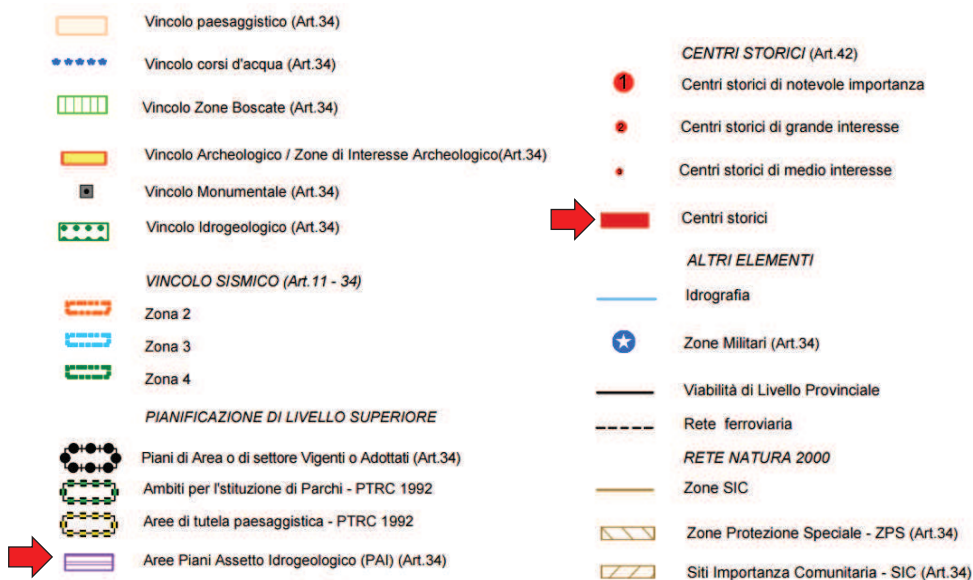 Vincolo paesaggistico (Art.34)
Vincolo corsi d'acqua (Art.34)
Vincolo Zone Boscate (Art.34)
Vincolo Archeologico / Zone di Interesse Archeologico(Art.34)
Vincolo Monumentale (Art.34)
Vincolo Idrogeologico (Art.34)
VINCOLO SISMICO (Art.11 - 34)
Zona 2
Zona 3
Zona 4
PIANIFICAZIONE DI LIVELLO SUPERIORE
Piani di Area o di settore Vigenti o Adottati (Art.34)
Ambiti per l'stituzione di Parchi - PTRC 1992
Aree di tutela paesaggistica - PTRC 1992
Aree Piani Assetto Idrogeologico (PAI) (Art.34)
CENTRI STORICI (Art.42)
1 Centri storici di notevole importanza
2 Centri storici di grande interesse
Centri storici di medio interesse
Centri storici
ALTRI ELEMENTI
Idrografia
Zone Militari (Art.34)
Viabilità di Livello Provinciale
Rete ferroviaria
RETE NATURA 2000
Zone SIC
Zone Protezione Speciale - ZPS (Art.34)
Siti Importanza Comunitaria - SIC (Art.34)